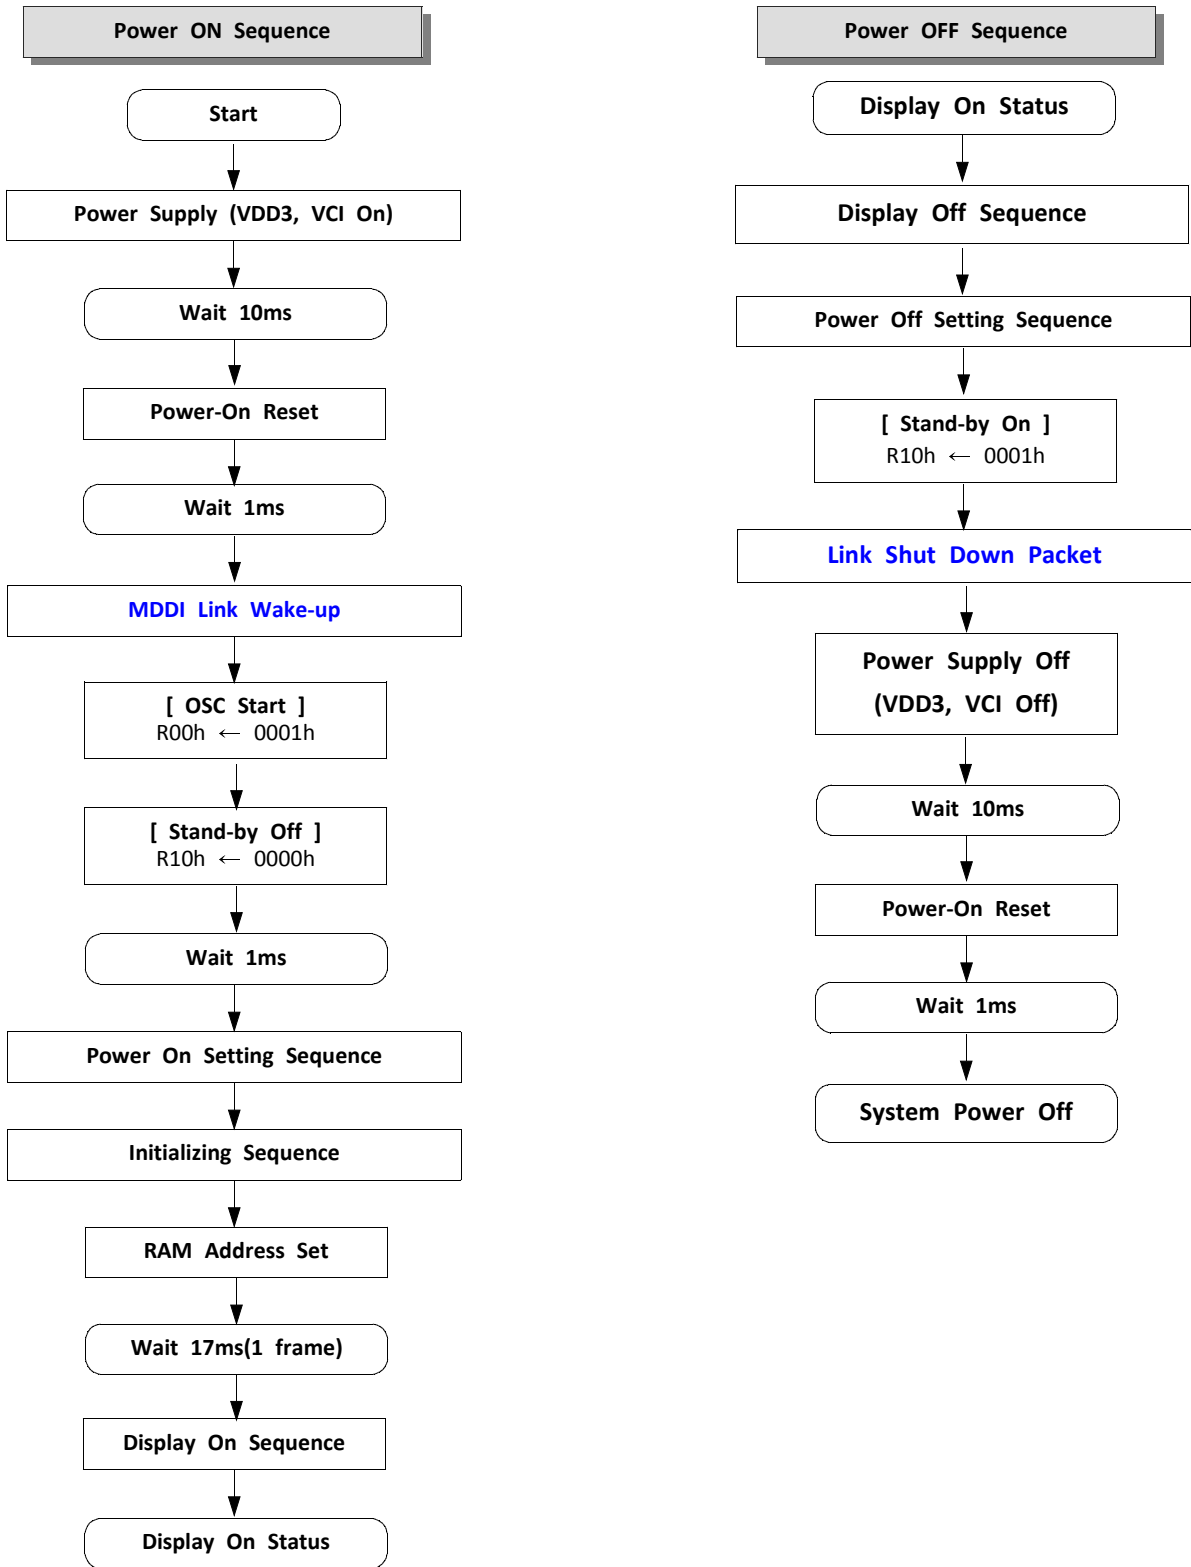 Power ON Sequence
Start
Power Supply (VDD3, VCI On)
Wait 10ms
Power-On Reset
Wait 1ms
MDDI Link Wake-up
[ OSC Start ]
R00h ← 0001h
[ Stand-by Off ]
R10h ← 0000h
Wait 1ms
Power On Setting Sequence
Initializing Sequence
RAM Address Set
Wait 17ms(1 frame)
Display On Sequence
Display On Status
Power OFF Sequence
Display On Status
Display Off Sequence
Power Off Setting Sequence
[ Stand-by On ]
R10h ← 0001h
Link Shut Down Packet
Power Supply Off
(VDD3, VCI Off)
Wait 10ms
Power-On Reset
Wait 1ms
System Power Off